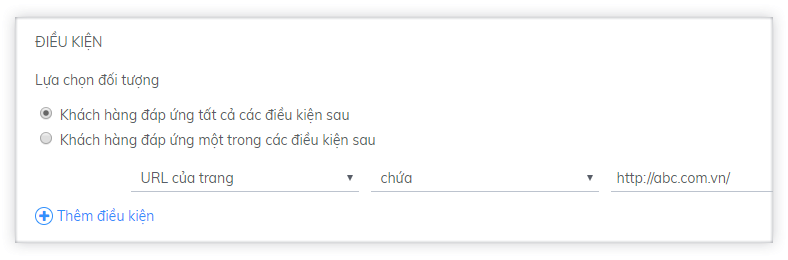 ĐIỀU KIỆN
Lựa chọn đối tượng
Khách hàng đáp ứng tất cả các điều kiện sau
Khách hàng đáp ứng một trong các điều kiện sau
URL của trang chứa http://abc.com.vn/
Thêm điều kiện